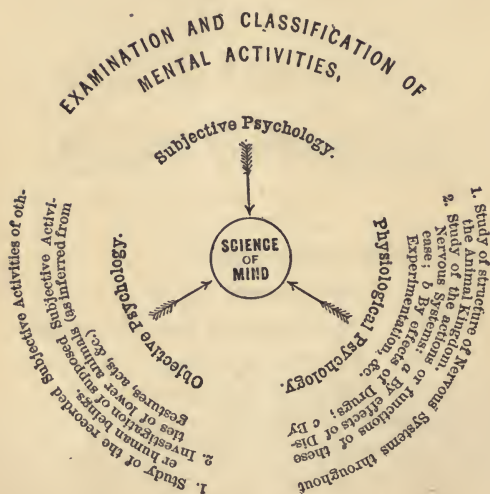 EXAMINATION AND CLASSIFICATION OF
MENTAL ACTIVITIES,
Subjective Psychology.
SCIENCE
OF
MIND
Objective Psychology.
1. Study of the recorded Subjective Activities of oth-
er human beings.
2. Investigation of supposed Subjective Activi-
ties of lower animals (as inferred from
gestures, acts, &c.)
Physiological Psychology.
1. Study of structure of Nervous Systems throughout
the Animal Kingdom.
2. Study of the actions or functions of these
Nervous Systems: a By effects of Dis-
ease; b By effects of Drugs; c By
Experimentation, &c.